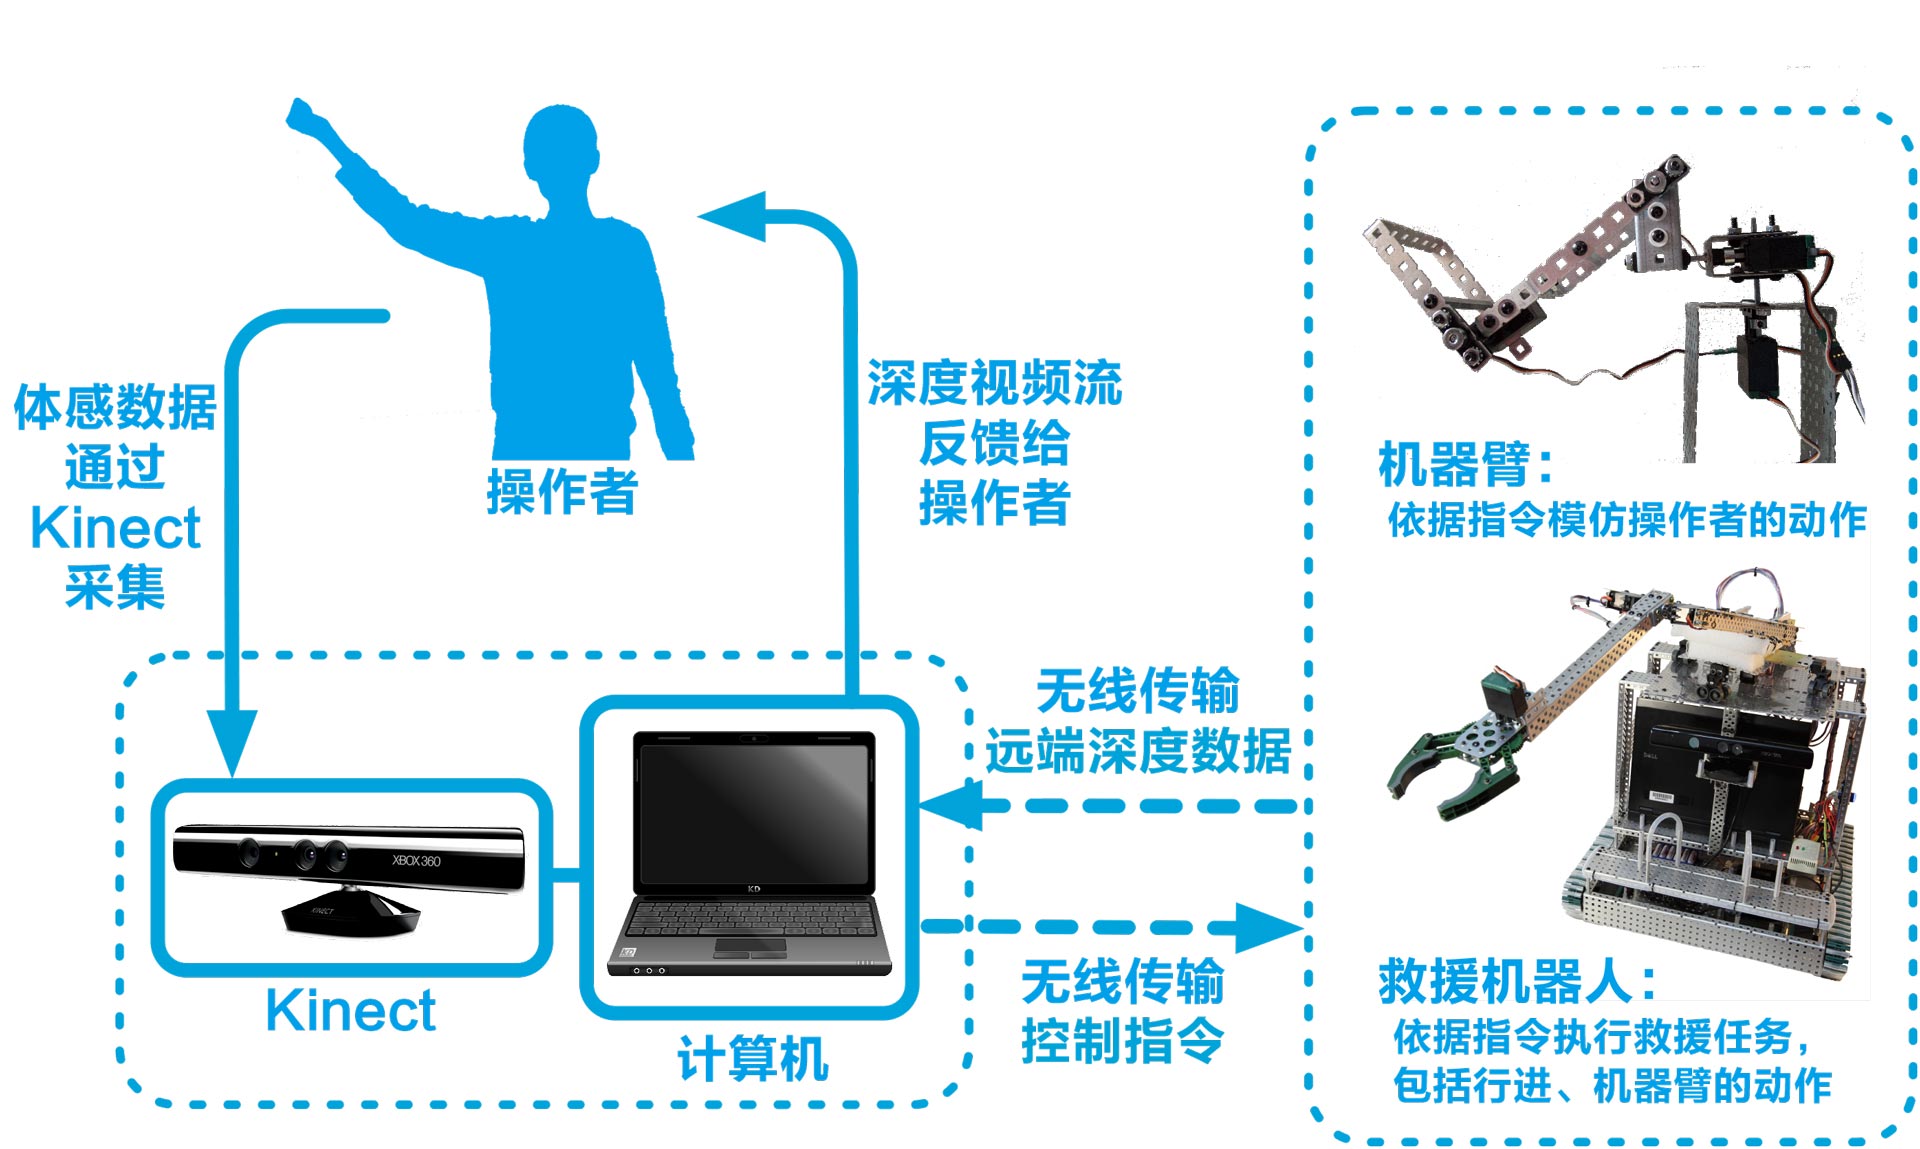 体感数据
通过
Kinect
采集
操作者
深度视频流
反馈给
操作者
机器臂：
依据指令模仿操作者的动作
无线传输
远端深度数据
XBOX 360
KINECT
Kinect
KD
KD
计算机
无线传输
控制指令
DELL
救援机器人：
依据指令执行救援任务，
包括行进、机器臂的动作